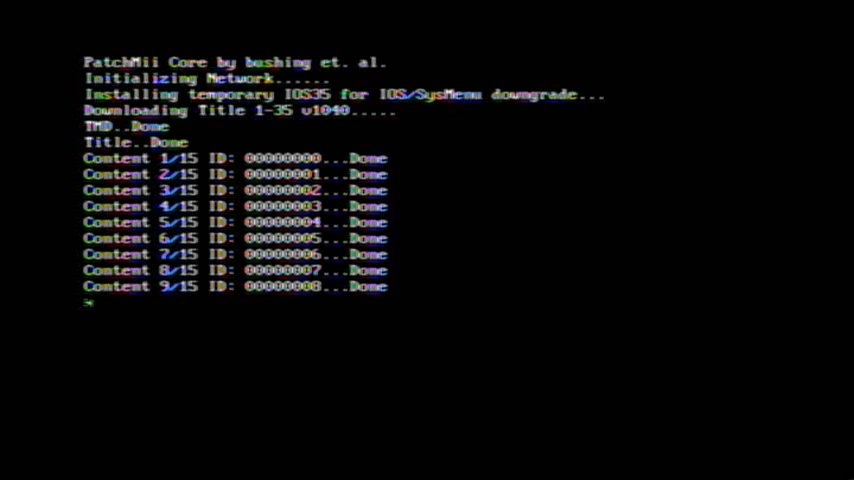 PatchMii Core by bushing et. al.
Initializing Network......
Installing temporary IOS35 for IOS/SysMenu downgrade...
Downloading Title 1-35 v1040.....
TMD..Done
Title..Done
Content 1/15 ID: 00000000...Done
Content 2/15 ID: 00000001...Done
Content 3/15 ID: 00000002...Done
Content 4/15 ID: 00000003...Done
Content 5/15 ID: 00000004...Done
Content 6/15 ID: 00000005...Done
Content 7/15 ID: 00000006...Done
Content 8/15 ID: 00000007...Done
Content 9/15 ID: 00000008...Done